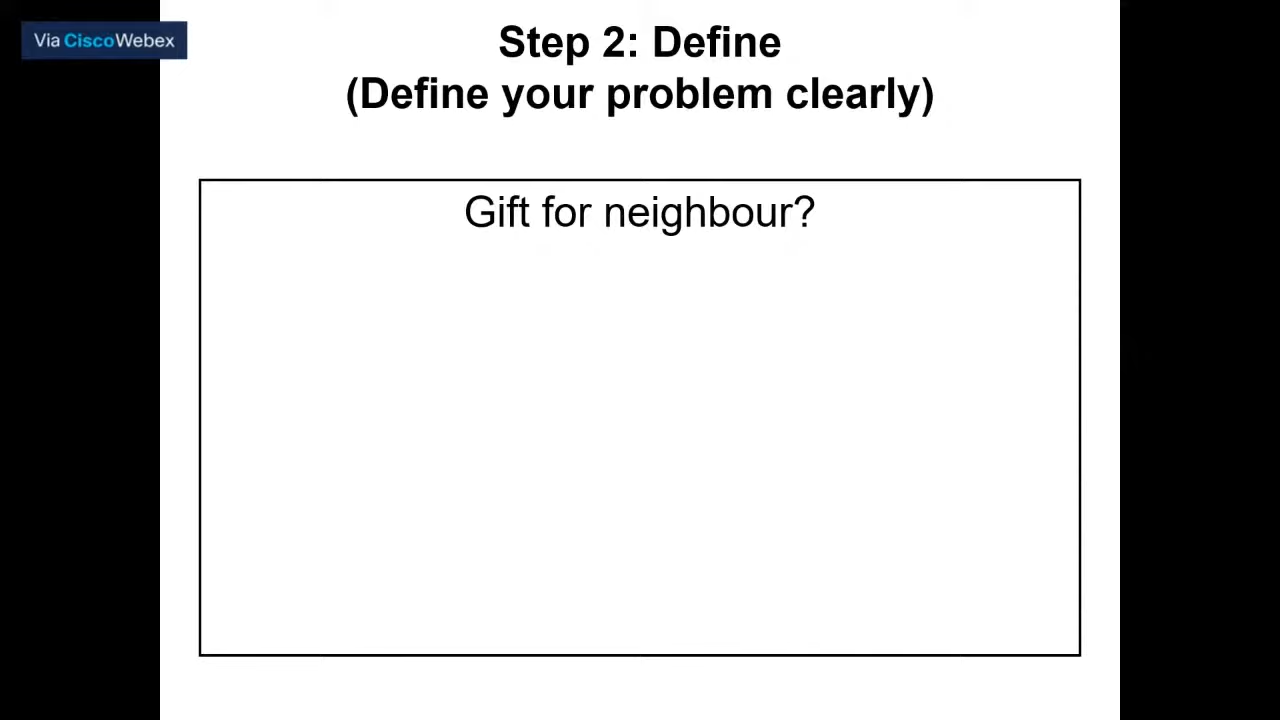 Via CiscoWebex
Step 2: Define
(Define your problem clearly)
Gift for neighbour?